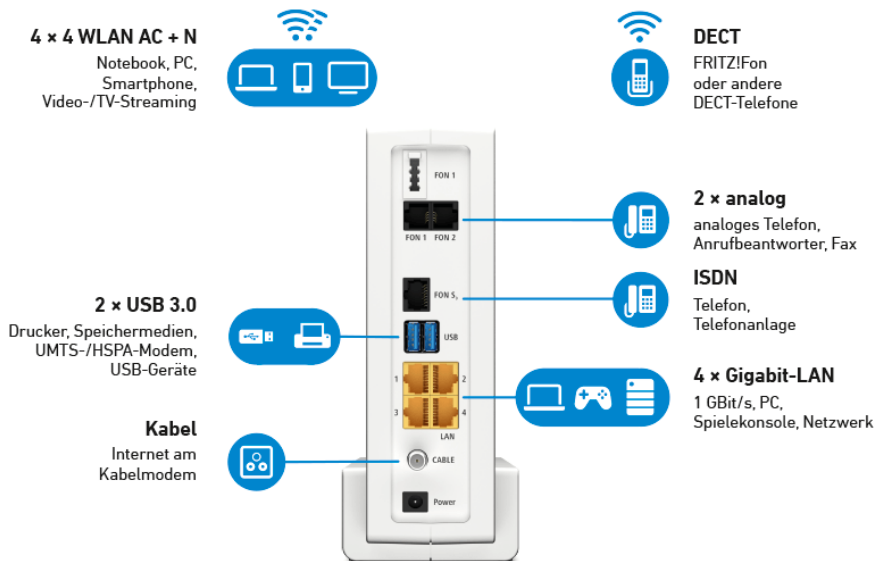 4 × 4 WLAN AC + N
Notebook, PC,
Smartphone,
Video-/TV-Streaming
DECT
FRITZ!Fon
oder andere
DECT-Telefone
FON 1
FON 1 FON 2
2 × analog
analoges Telefon,
Anrufbeantworter, Fax
FON S₀
ISDN
Telefon,
Telefonanlage
2 × USB 3.0
Drucker, Speichermedien,
UMTS-/HSPA-Modem,
USB-Geräte
USB
1 2
3 4
LAN
4 × Gigabit-LAN
1 GBit/s, PC,
Spielekonsole, Netzwerk
Kabel
Internet am
Kabelmodem
CABLE
Power